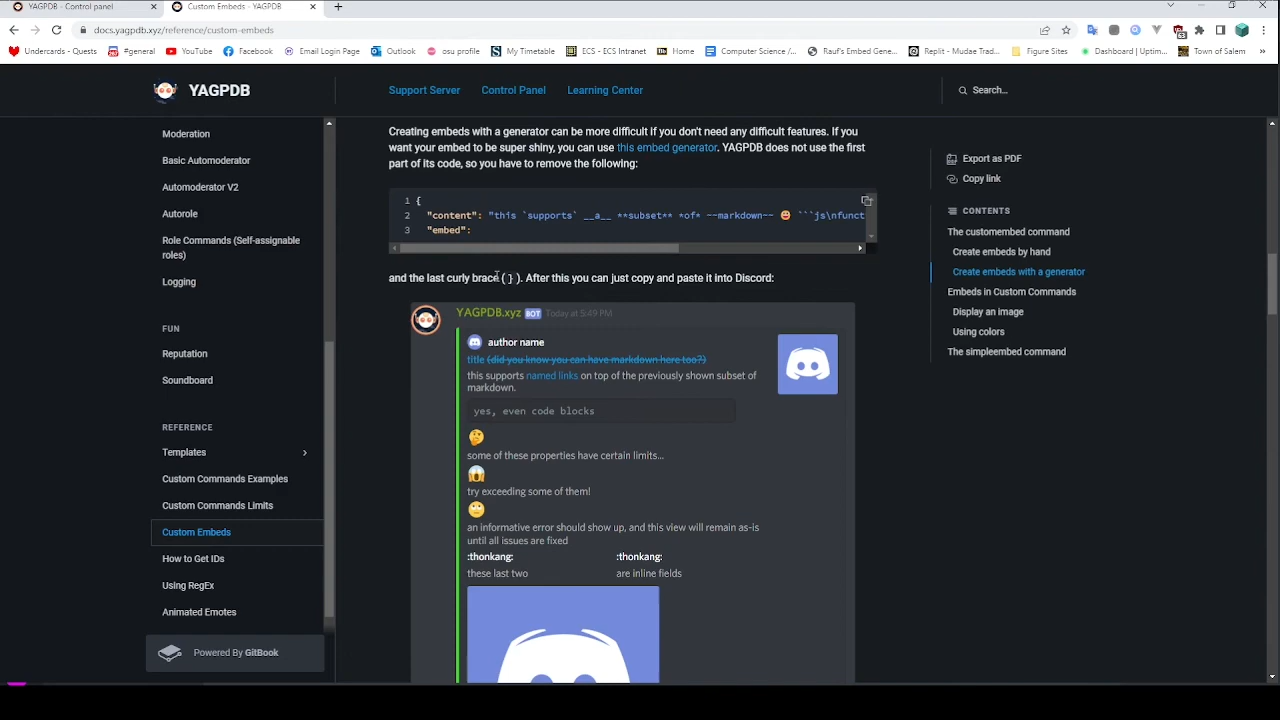 YAGPDB - Control panel
Custom Embeds - YAGPDB
docs.yagpdb.xyz/reference/custom-embeds
Undercards - Quests
#general
YouTube
Facebook
Email Login Page
Outlook
osu profile
My Timetable
ECS - ECS Intranet
Home
Computer Science /...
Rauf's Embed Gene...
Replit - Mudae Trad...
Figure Sites
Dashboard | Uptim...
Town of Salem
YAGPDB
Support Server
Control Panel
Learning Center
Search...
Moderation
Basic Automoderator
Automoderator V2
Autorole
Role Commands (Self-assignable
roles)
Logging
FUN
Reputation
Soundboard
REFERENCE
Templates
Custom Commands Examples
Custom Commands Limits
Custom Embeds
How to Get IDs
Using RegEx
Animated Emotes
Powered By GitBook
Creating embeds with a generator can be more difficult if you don't need any difficult features. If you
want your embed to be super shiny, you can use this embed generator. YAGPDB does not use the first
part of its code, so you have to remove the following:
1 {
2 "content": "this `supports` __a__ **subset** *of* ~~markdown~~ 😃 ```js\nfunct
3 "embed":
and the last curly brace (}). After this you can just copy and paste it into Discord:
YAGPDB.xyz BOT Today at 5:49 PM
author name
title (did you know you can have markdown here too?)
this supports named links on top of the previously shown subset of
markdown.
yes, even code blocks
🤔
some of these properties have certain limits...
😱
try exceeding some of them!
🙄
an informative error should show up, and this view will remain as-is
until all issues are fixed
:thonkang: :thonkang:
these last two are inline fields
Export as PDF
Copy link
CONTENTS
The customembed command
Create embeds by hand
Create embeds with a generator
Embeds in Custom Commands
Display an image
Using colors
The simpleembed command